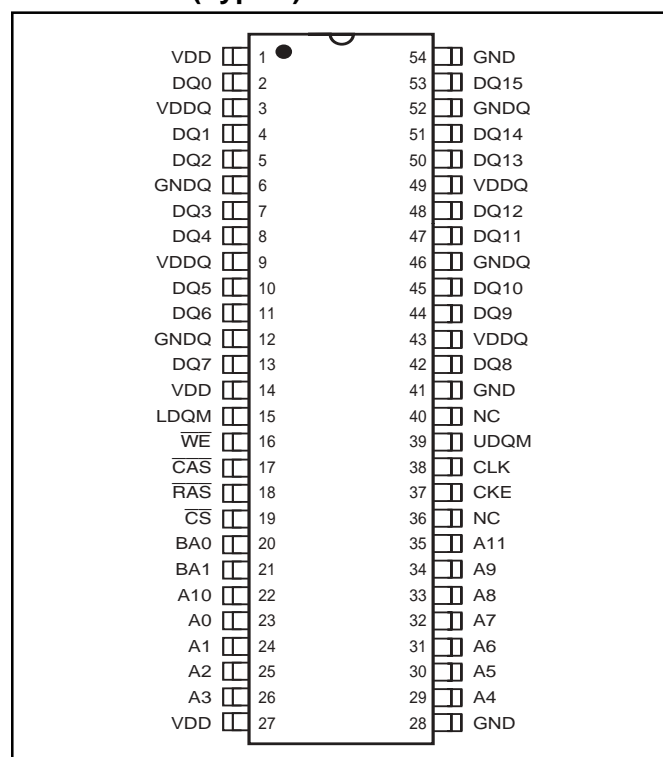 VDD 1 54 GND
DQ0 2 53 DQ15
VDDQ 3 52 GNDQ
DQ1 4 51 DQ14
DQ2 5 50 DQ13
GNDQ 6 49 VDDQ
DQ3 7 48 DQ12
DQ4 8 47 DQ11
VDDQ 9 46 GNDQ
DQ5 10 45 DQ10
DQ6 11 44 DQ9
GNDQ 12 43 VDDQ
DQ7 13 42 DQ8
VDD 14 41 GND
LDQM 15 40 NC
W̅E̅ 16 39 UDQM
C̅A̅S̅ 17 38 CLK
R̅A̅S̅ 18 37 CKE
C̅S̅ 19 36 NC
BA0 20 35 A11
BA1 21 34 A9
A10 22 33 A8
A0 23 32 A7
A1 24 31 A6
A2 25 30 A5
A3 26 29 A4
VDD 27 28 GND